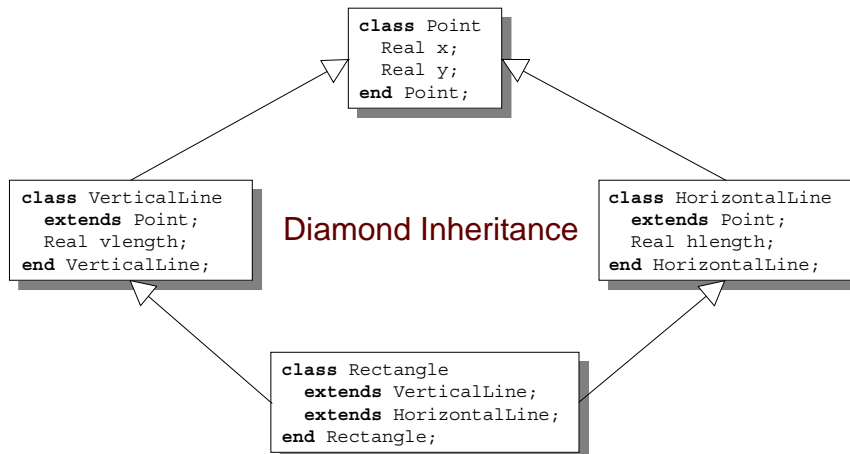 class Point
Real x;
Real y;
end Point;
class VerticalLine
extends Point;
Real vlength;
end VerticalLine;
Diamond Inheritance
class HorizontalLine
extends Point;
Real hlength;
end HorizontalLine;
class Rectangle
extends VerticalLine;
extends HorizontalLine;
end Rectangle;